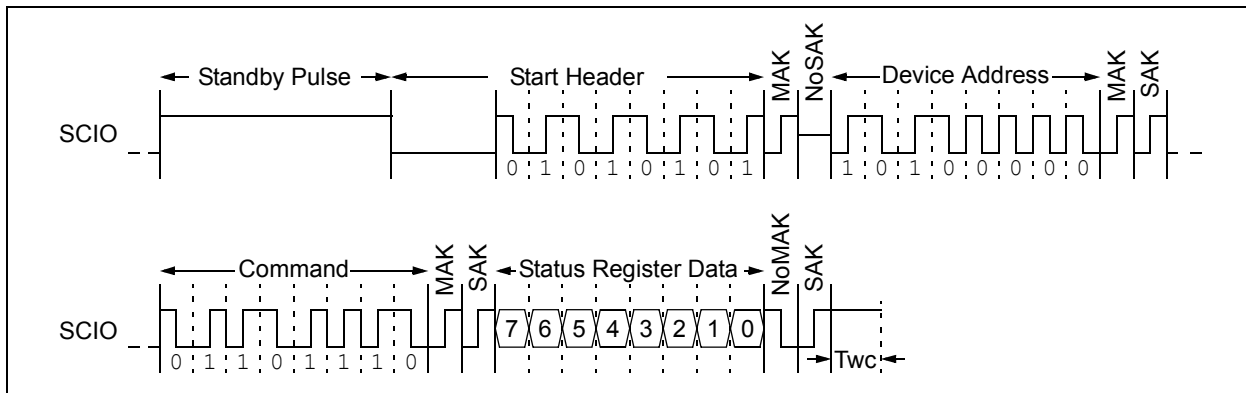 Standby Pulse Start Header MAK NoSAK Device Address MAK SAK
SCIO
0 1 0 1 0 1 0 1 1 0 1 0 0 0 0 0
Command MAK SAK Status Register Data NoMAK SAK
SCIO 7 6 5 4 3 2 1 0
0 1 1 0 1 1 1 0 Twc